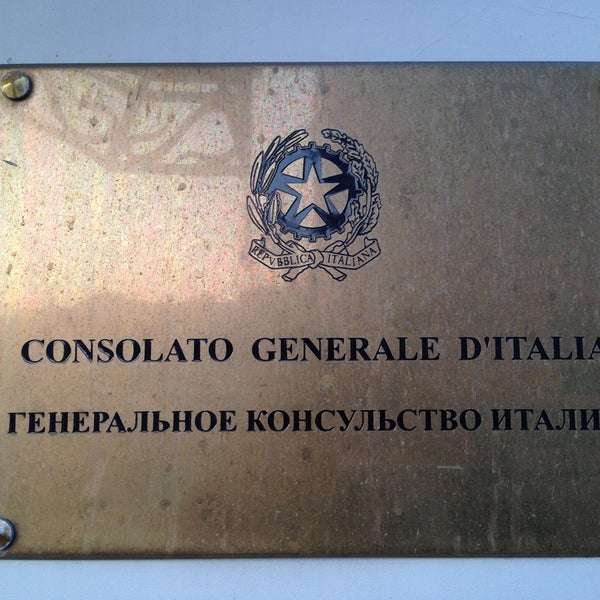 REPVBBLICA ITALIANA
CONSOLATO GENERALE D'ITALIA
ГЕНЕРАЛЬНОЕ КОНСУЛЬСТВО ИТАЛИ